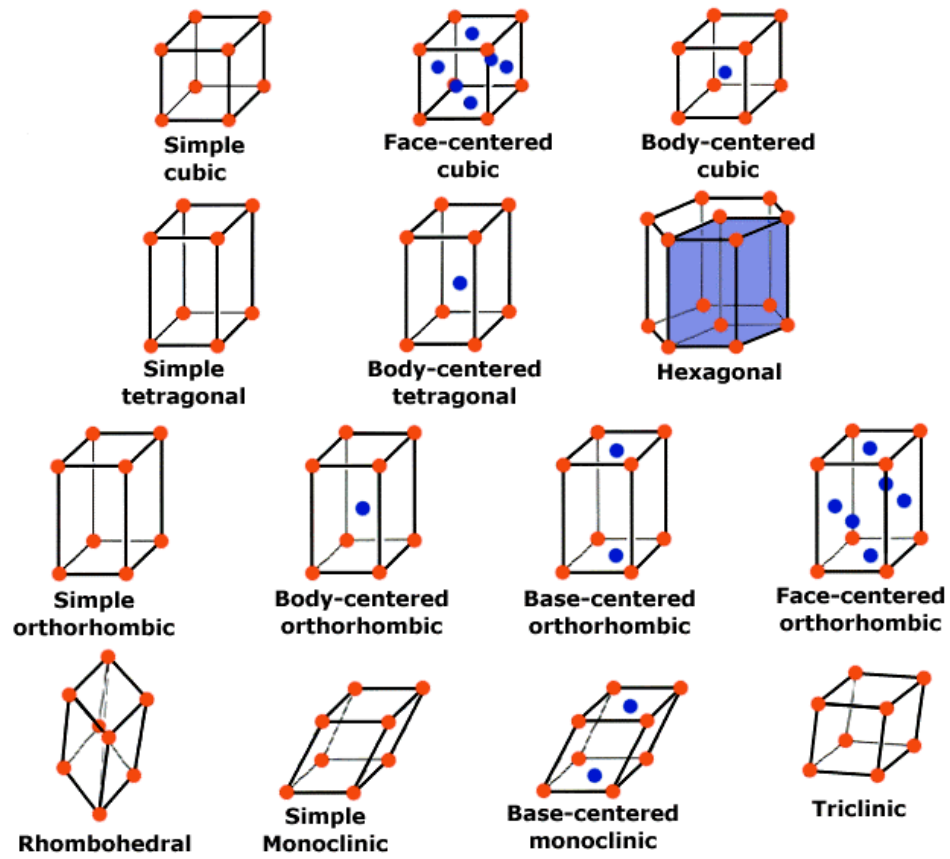 Simple
cubic
Face-centered
cubic
Body-centered
cubic
Simple
tetragonal
Body-centered
tetragonal
Hexagonal
Simple
orthorhombic
Body-centered
orthorhombic
Base-centered
orthorhombic
Face-centered
orthorhombic
Rhombohedral
Simple
Monoclinic
Base-centered
monoclinic
Triclinic